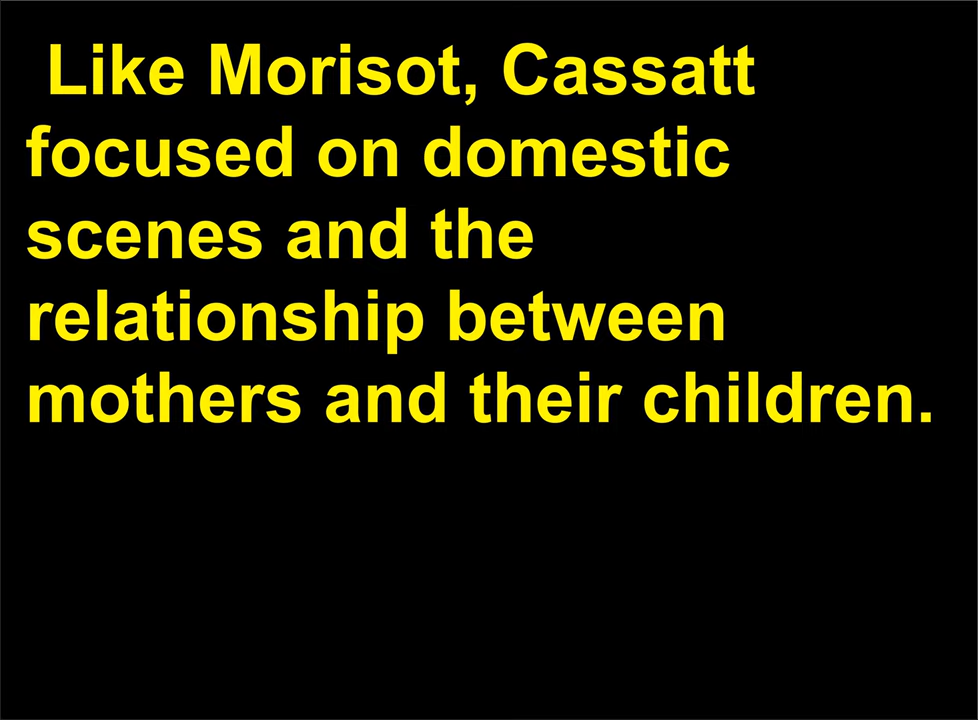 Like Morisot, Cassatt
focused on domestic
scenes and the
relationship between
mothers and their children.